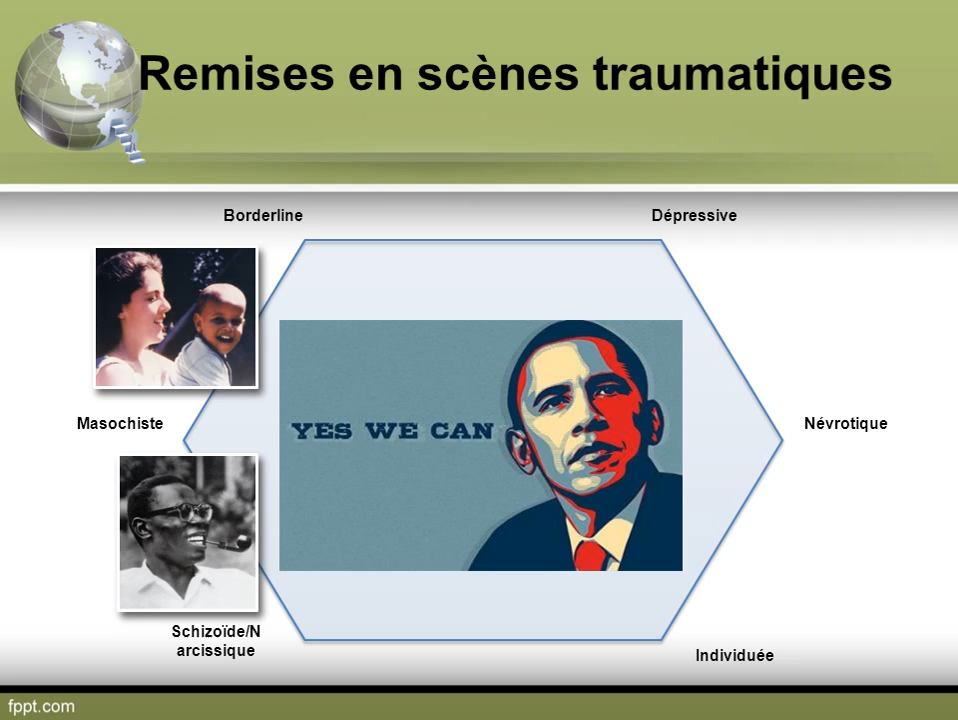 Remises en scènes traumatiques
Borderline
Dépressive
YES WE CAN
Masochiste
Névrotique
Schizoïde/N
arcissique
Individuée
fppt.com